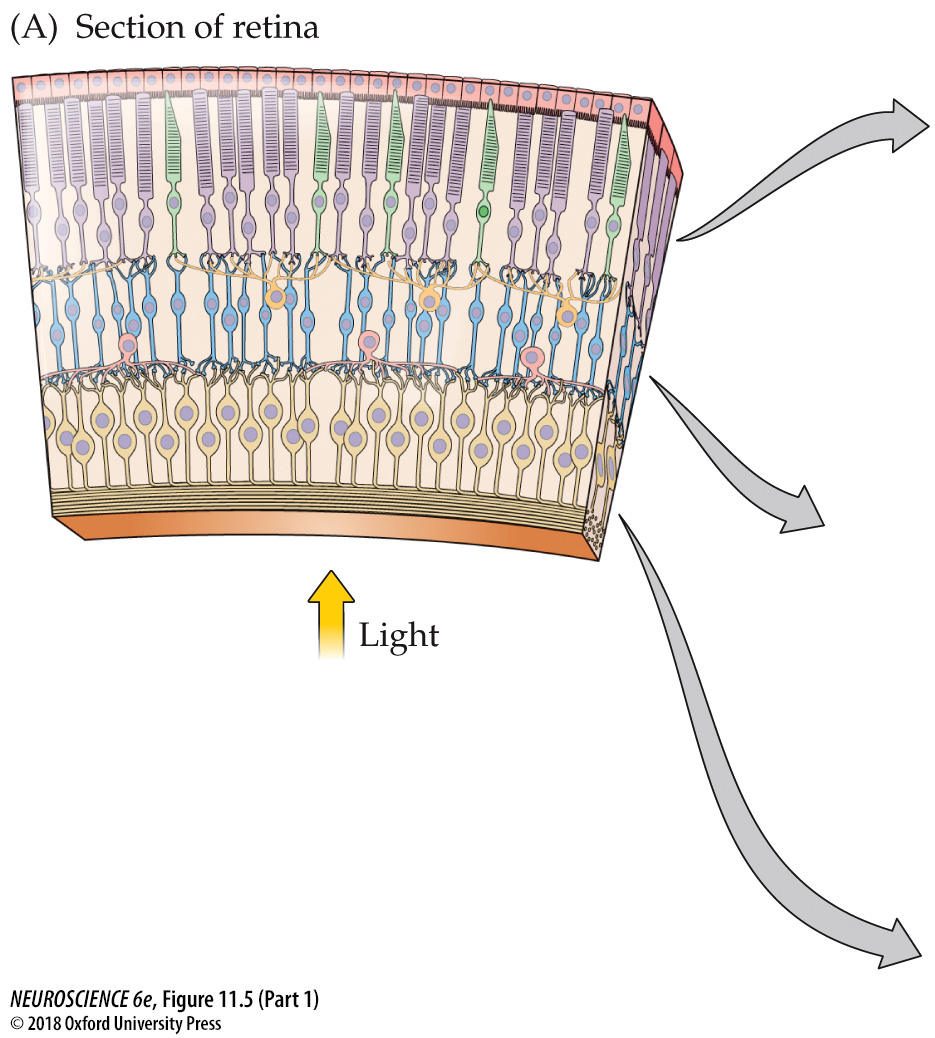 (A) Section of retina
Light
NEUROSCIENCE 6e, Figure 11.5 (Part 1)
© 2018 Oxford University Press